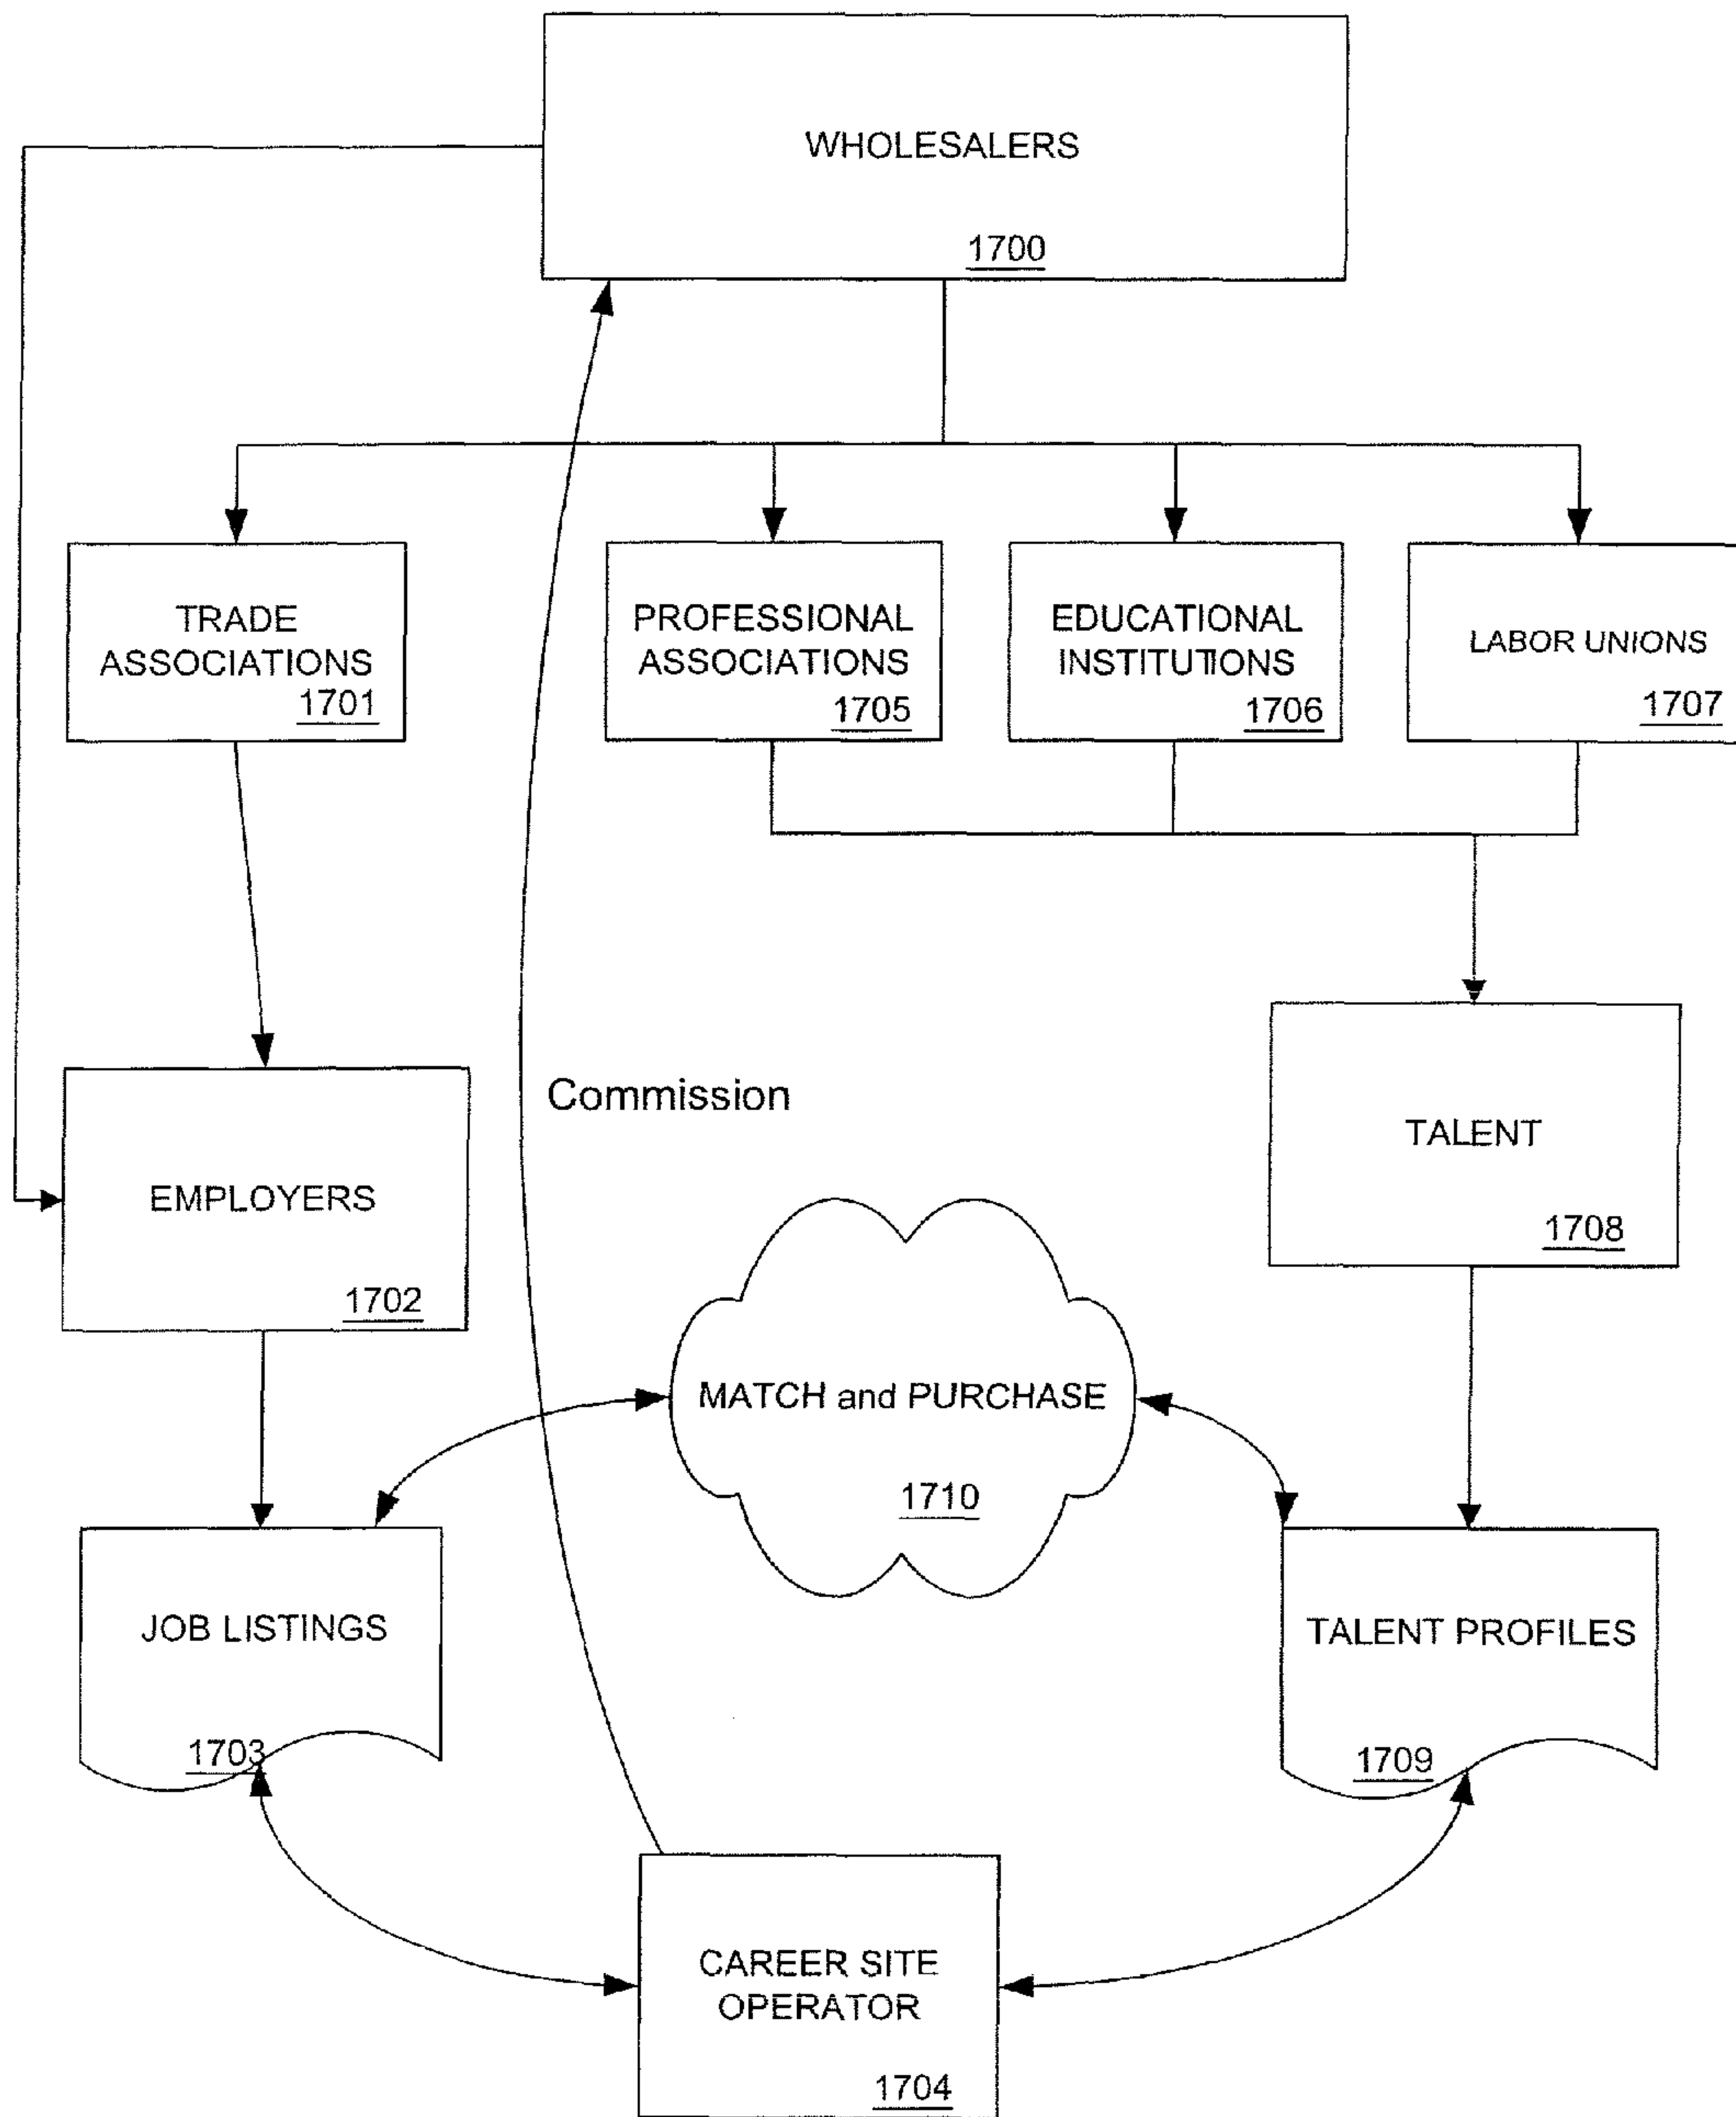 WHOLESALERS
1700
TRADE
ASSOCIATIONS
1701
PROFESSIONAL
ASSOCIATIONS
1705
EDUCATIONAL
INSTITUTIONS
1706
LABOR UNIONS
1707
Commission
EMPLOYERS
1702
TALENT
1708
MATCH and PURCHASE
1710
JOB LISTINGS
1703
TALENT PROFILES
1709
CAREER SITE
OPERATOR
1704